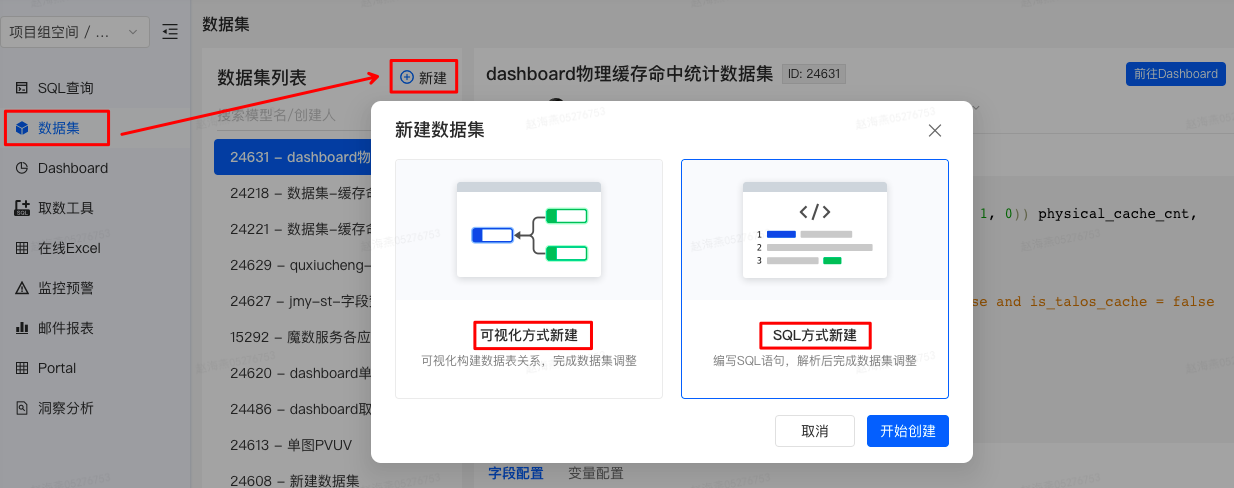 项目组空间 / ...
SQL查询
数据集
Dashboard
取数工具
在线Excel
监控预警
邮件报表
Portal
洞察分析
数据集
数据集列表
新建
搜索模型名/创建人
24631 – dashboard物
24218 – 数据集-缓存命
24221 – 数据集-缓存命
24629 – quxiucheng-
24627 – jmy-st-字段
15292 – 魔数服务各应
24620 – dashboard单
24486 – dashboard取
24613 – 单图PVUV
24608 – 新建数据集
dashboard物理缓存命中统计数据集
ID: 24631
前往Dashboard
1, 0)) physical_cache_cnt,
se and is_talos_cache = false
字段配置
变量配置
新建数据集
可视化方式新建
可视化构建数据表关系，完成数据集调整
</>
1
2
3
SQL方式新建
编写SQL语句，解析后完成数据集调整
取消
开始创建